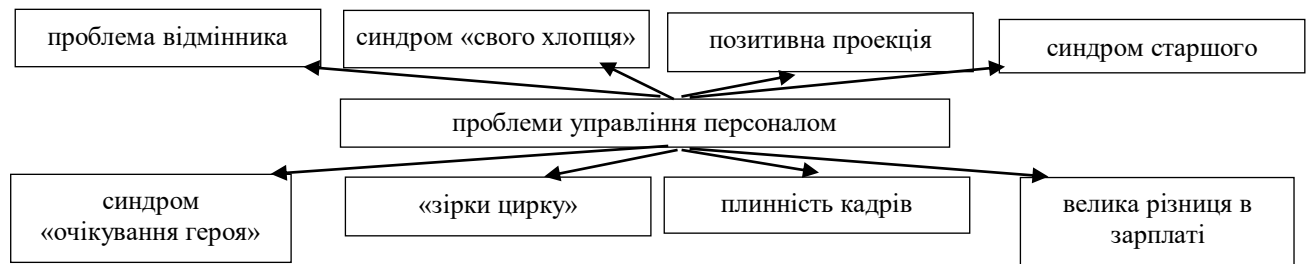 проблема відмінника
синдром «свого хлопця»
позитивна проекція
синдром старшого
проблеми управління персоналом
синдром
«очікування героя»
«зірки цирку»
плинність кадрів
велика різниця в
зарплаті